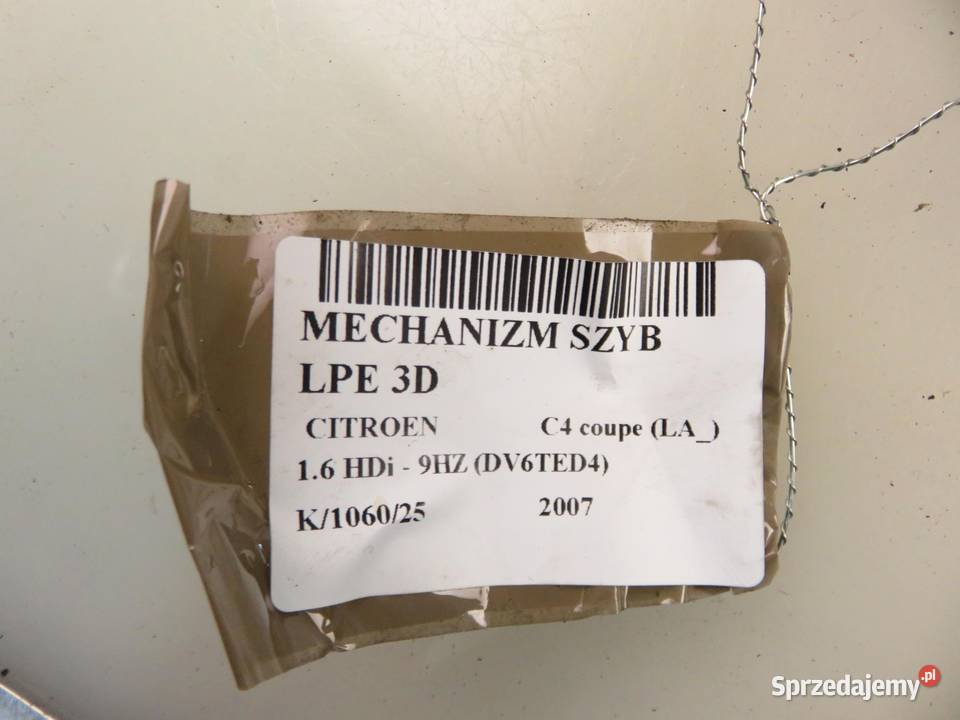 MECHANIZM SZYB
LPE 3D
CITROEN C4 coupe (LA_)
1.6 HDi - 9HZ (DV6TED4)
K/1060/25 2007
Sprzedajemy.pl